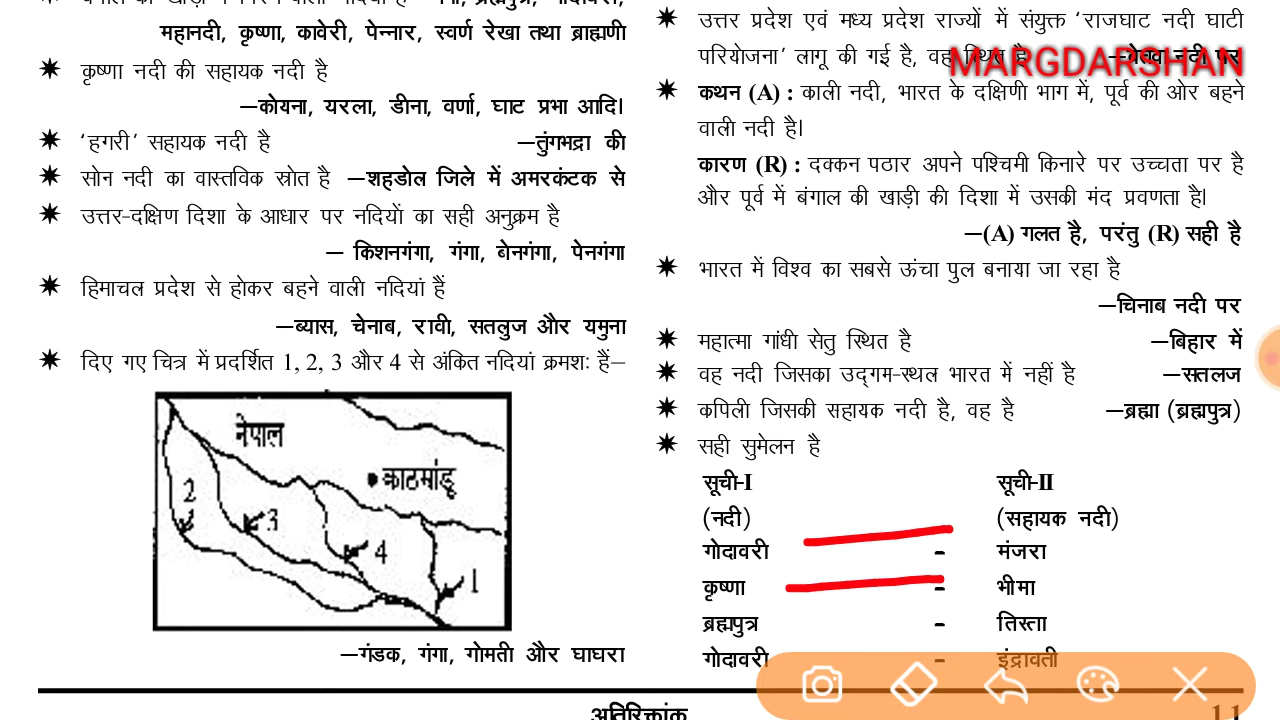 महानदी, कृष्णा, कावेरी, पेन्नार, स्वर्ण रेखा तथा ब्राह्मणी
✷ कृष्णा नदी की सहायक नदी है
—कोयना, यरला, डीना, वर्णा, घाट प्रभा आदि।
✷ 'हगरी' सहायक नदी है —तुंगभद्रा की
✷ सोन नदी का वास्तविक स्रोत है —शहडोल जिले में अमरकंटक से
✷ उत्तर-दक्षिण दिशा के आधार पर नदियों का सही अनुक्रम है
— किशनगंगा, गंगा, बेनगंगा, पेनगंगा
✷ हिमाचल प्रदेश से होकर बहने वाली नदियां हैं
—ब्यास, चेनाब, रावी, सतलुज और यमुना
✷ दिए गए चित्र में प्रदर्शित 1, 2, 3 और 4 से अंकित नदियां क्रमशः हैं–
नेपाल
काठमांडू
2
3
4
1
—गंडक, गंगा, गोमती और घाघरा
✷ उत्तर प्रदेश एवं मध्य प्रदेश राज्यों में संयुक्त 'राजघाट नदी घाटी
परियोजना' लागू की गई है, वह स्थित है —बेतवा नदी पर
MARGDARSHAN
✷ कथन (A) : काली नदी, भारत के दक्षिणी भाग में, पूर्व की ओर बहने
वाली नदी है।
कारण (R) : दक्कन पठार अपने पश्चिमी किनारे पर उच्चता पर है
और पूर्व में बंगाल की खाड़ी की दिशा में उसकी मंद प्रवणता है।
—(A) गलत है, परंतु (R) सही है
✷ भारत में विश्व का सबसे ऊंचा पुल बनाया जा रहा है
—चिनाब नदी पर
✷ महात्मा गांधी सेतु स्थित है —बिहार में
✷ वह नदी जिसका उद्गम-स्थल भारत में नहीं है —सतलज
✷ कपिली जिसकी सहायक नदी है, वह है —ब्रह्मा (ब्रह्मपुत्र)
✷ सही सुमेलन है
सूची-I सूची-II
(नदी) (सहायक नदी)
गोदावरी - मंजरा
कृष्णा - भीमा
ब्रह्मपुत्र - तिस्ता
गोदावरी - इंद्रावती
अतिरिक्तांक 11